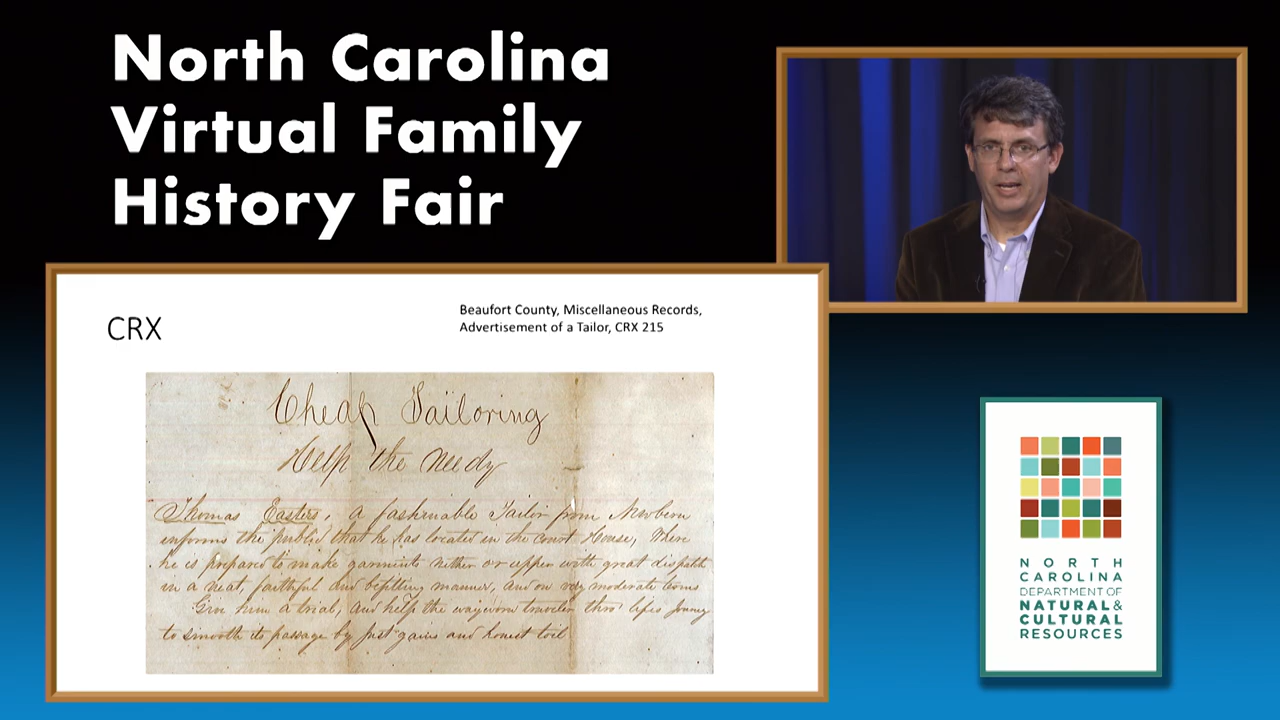 North Carolina
Virtual Family
History Fair
CRX
Beaufort County, Miscellaneous Records,
Advertisement of a Tailor, CRX 215
Cheap Tailoring
Help the Needy
Thomas Easters, a fashionable Tailor from Newbern
informs the public that he has located in the Court House, Where
he is prepared to make garments nether or upper with great dispatch
in a neat, faithful and befitting manner, and on very moderate terms
Give him a trial, and help the wayworn traveler thro' lifes jurney
to smooth its passage by just gains and honest toil
NORTH
CAROLINA
DEPARTMENT OF
NATURAL &
CULTURAL
RESOURCES